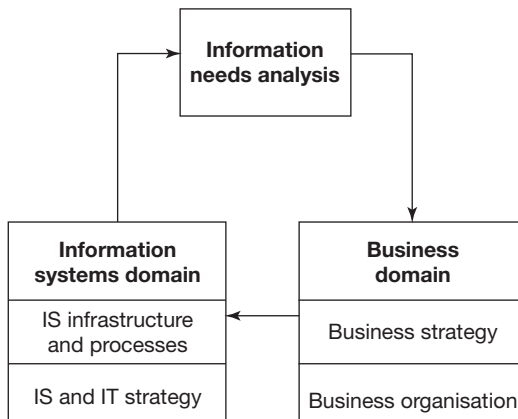 Information
needs analysis
Information
systems domain
IS infrastructure
and processes
IS and IT strategy
Business
domain
Business strategy
Business organisation